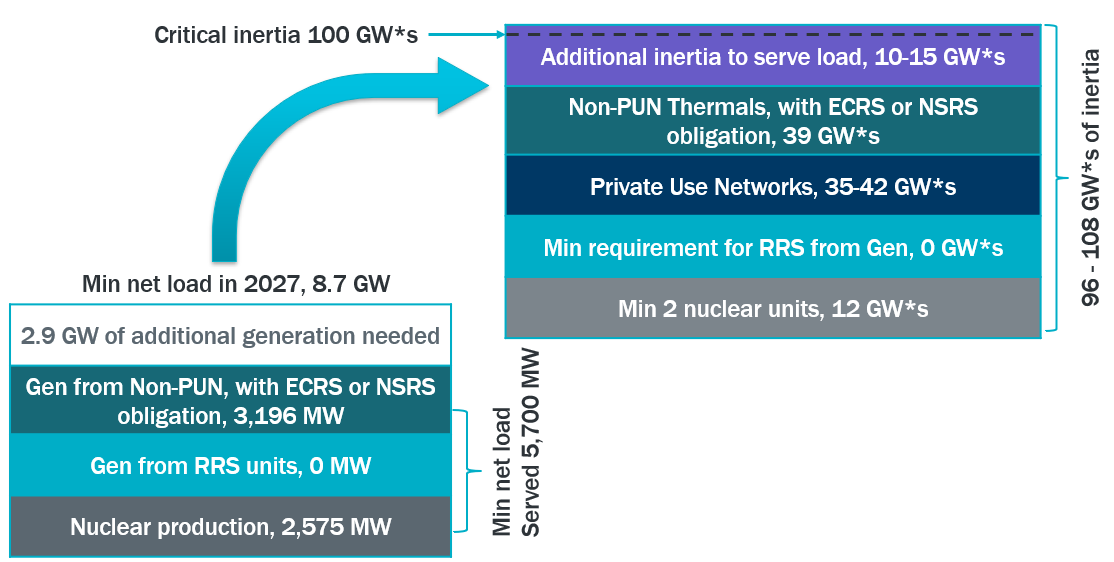 Critical inertia 100 GW*s
Additional inertia to serve load, 10-15 GW*s
Non-PUN Thermals, with ECRS or NSRS
obligation, 39 GW*s
Private Use Networks, 35-42 GW*s
Min requirement for RRS from Gen, 0 GW*s
Min 2 nuclear units, 12 GW*s
96 - 108 GW*s of inertia
Min net load in 2027, 8.7 GW
2.9 GW of additional generation needed
Gen from Non-PUN, with ECRS or NSRS
obligation, 3,196 MW
Gen from RRS units, 0 MW
Nuclear production, 2,575 MW
Min net load
Served 5,700 MW